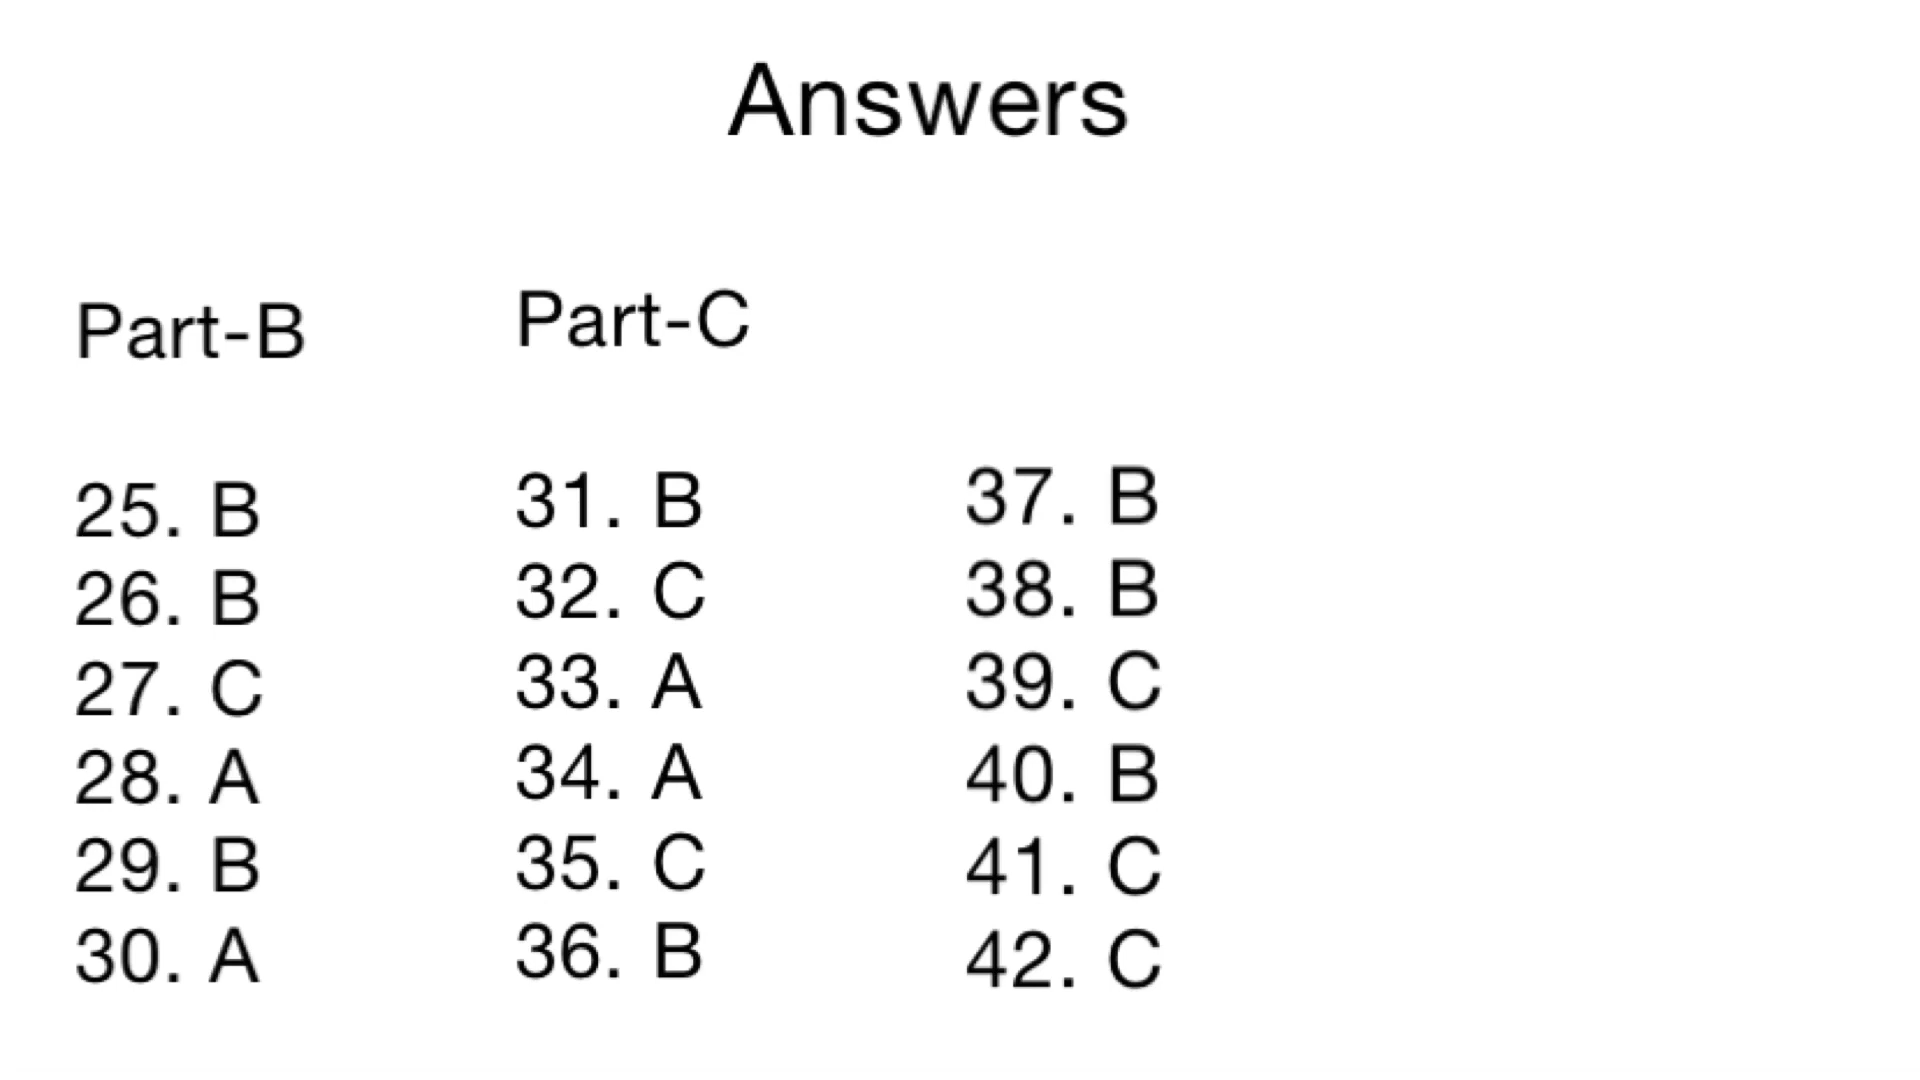 Answers
Part-B
25. B
26. B
27. C
28. A
29. B
30. A
Part-C
31. B
32. C
33. A
34. A
35. C
36. B
37. B
38. B
39. C
40. B
41. C
42. C